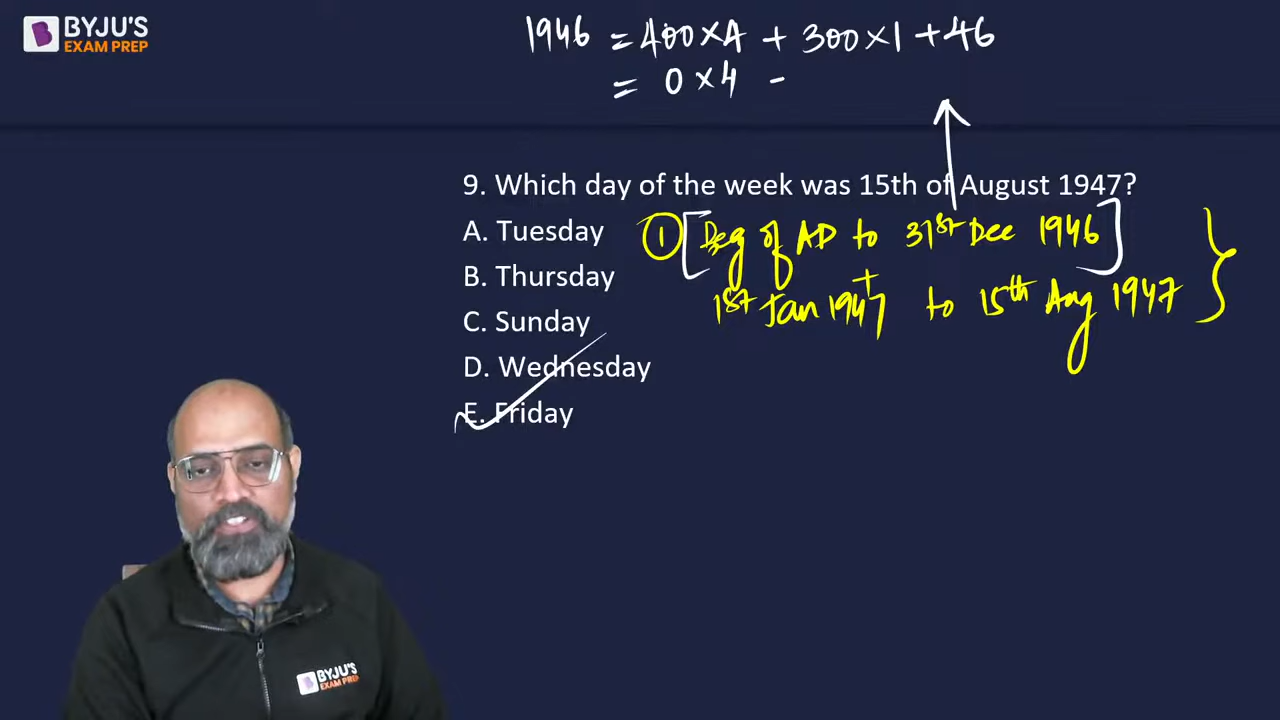 BYJU'S
EXAM PREP
1946 = 400×4 + 300×1 + 46
= 0×4 -
9. Which day of the week was 15th of August 1947?
A. Tuesday
① [Beg of AD to 31st Dec 1946]
B. Thursday
+
1st Jan 1947 to 15th Aug 1947
C. Sunday
D. Wednesday
E. Friday
BYJU'S
EXAM PREP